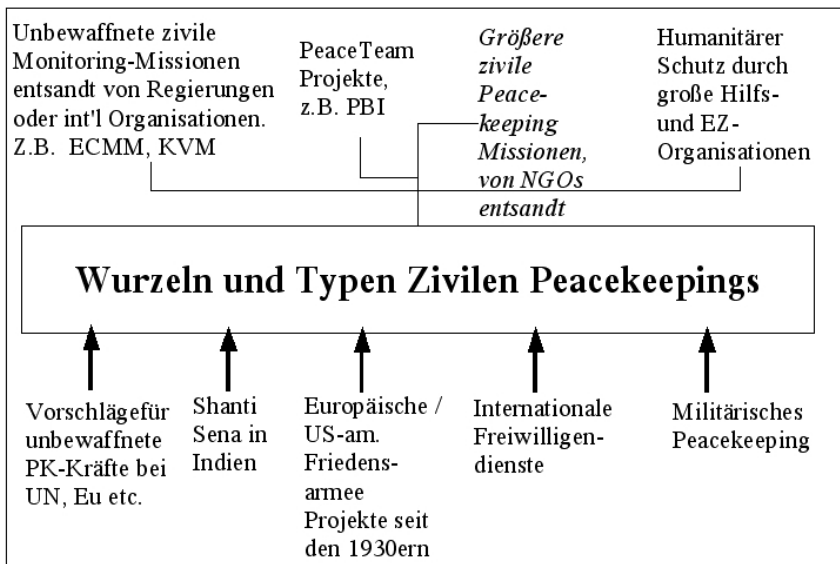 Unbewaffnete zivile
Monitoring-Missionen
entsandt von Regierungen
oder int'l Organisationen.
Z.B. ECMM, KVM
PeaceTeam
Projekte,
z.B. PBI
Größere
zivile
Peace-
keeping
Missionen,
von NGOs
entsandt
Humanitärer
Schutz durch
große Hilfs-
und EZ-
Organisationen
Wurzeln und Typen Zivilen Peacekeepings
Vorschlägefür
unbewaffnete
PK-Kräfte bei
UN, Eu etc.
Shanti
Sena in
Indien
Europäische /
US-am.
Friedens-
armee
Projekte seit
den 1930ern
Internationale
Freiwilligen-
dienste
Militärisches
Peacekeeping